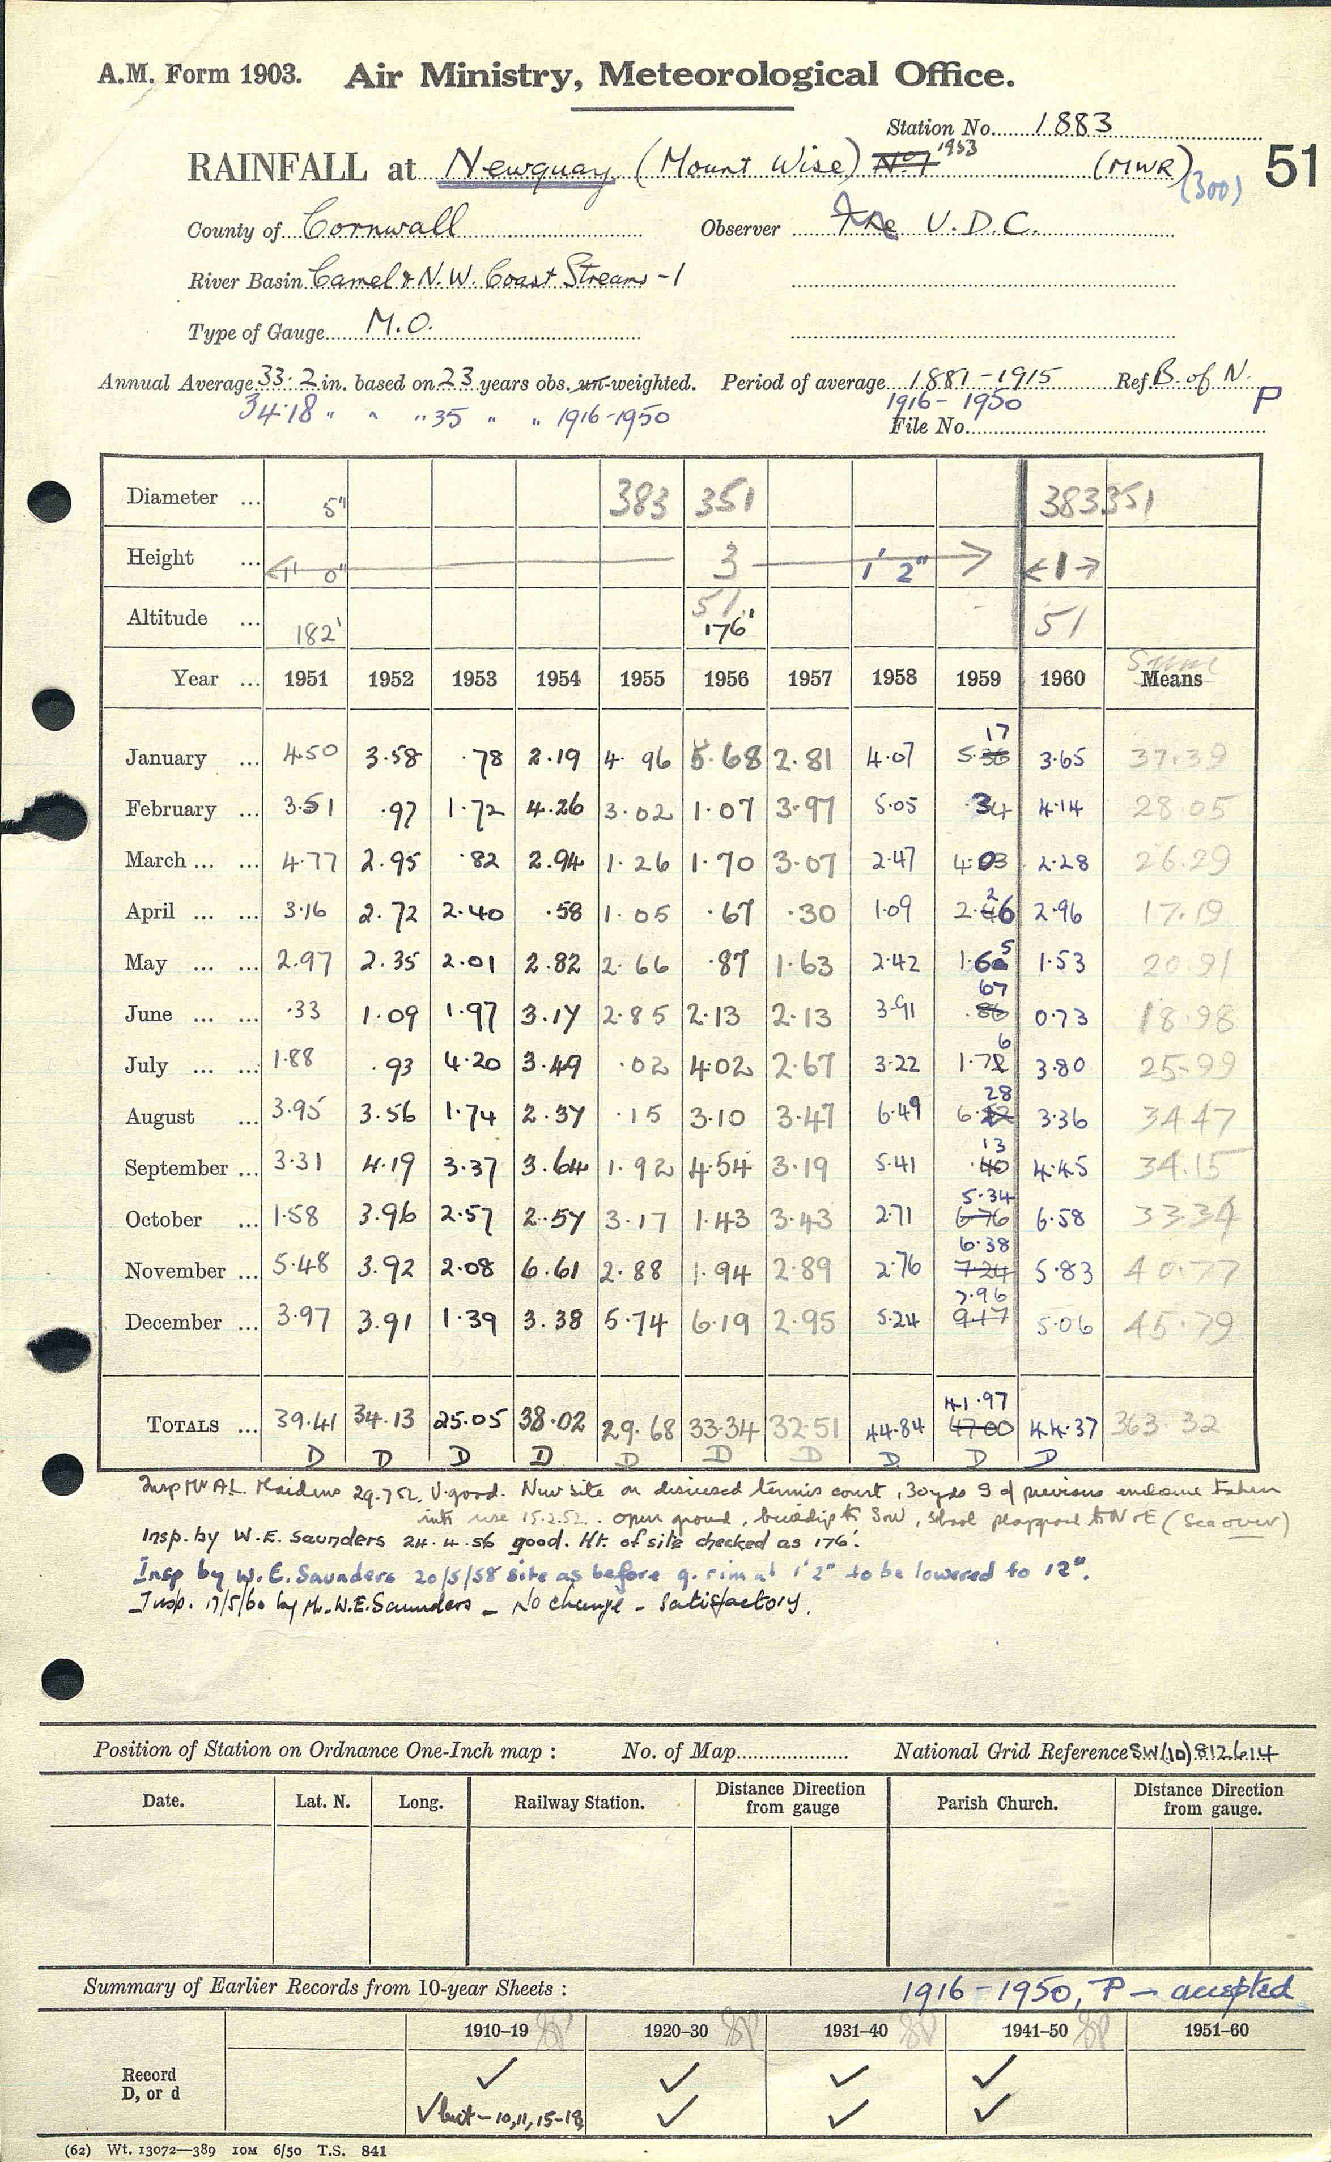 A.M. Form 1903. Air Ministry, Meteorological Office.
Station No. 1883
RAINFALL at Newquay (Mount Wise) No 1 1953 (MWR) (300) 51
County of Cornwall Observer The U.D.C.
River Basin Camel & N.W. Coast Streams - 1
Type of Gauge M.O.
Annual Average 33.2 in. based on 23 years obs. un-weighted. Period of average 1881-1915 Ref. B. of N.
34.18 " " " 35 " " 1916-1950 1916-1950 P
File No.
Diameter ... 5" 383 351 383 351
Height ... 1' 0" 3 1' 2" 1
Altitude ... 182' 51 176' 51
Year ... 1951 1952 1953 1954 1955 1956 1957 1958 1959 1960 Sums Means
January ... 4.50 3.58 .78 2.19 4.96 5.68 2.81 4.07 5.36 17 3.65 37.39
February ... 3.51 .97 1.72 4.26 3.02 1.07 3.97 5.05 .34 4.14 28.05
March ... ... 4.77 2.95 .82 2.94 1.26 1.70 3.07 2.47 4.03 2.28 26.29
April ... ... 3.16 2.72 2.40 .58 1.05 .67 .30 1.09 2.46 2 2.96 17.19
May ... ... 2.97 2.35 2.01 2.82 2.66 .87 1.63 2.42 1.60 5 1.53 20.91
June ... ... .33 1.09 1.97 3.17 2.85 2.13 2.13 3.91 .86 67 0.73 18.98
July ... ... 1.88 .93 4.20 3.49 .02 4.02 2.67 3.22 1.72 6 3.80 25.99
August ... 3.95 3.56 1.74 2.37 .15 3.10 3.47 6.49 6. 28 3.36 34.47
September ... 3.31 4.19 3.37 3.64 1.92 4.54 3.19 5.41 .40 13 4.45 34.15
October ... 1.58 3.96 2.57 2.57 3.17 1.43 3.43 2.71 6.76 5.34 6.58 33.34
November ... 5.48 3.92 2.08 6.61 2.88 1.94 2.89 2.76 7.24 6.38 5.83 40.77
December ... 3.97 3.91 1.39 3.38 5.74 6.19 2.95 5.24 9.17 7.96 5.06 45.79
TOTALS ... 39.41 34.13 25.05 38.02 29.68 33.34 32.51 44.84 47.00 41.97 44.37 363.32
D D D D D D D D D D
Insp Mr A.L. Maidens 29.7.52. V. good. New site on disused tennis court, 30 yds S of previous enclosure taken
into use 15.2.52. open ground, buildings to S & W, school playground to N & E (See over)
Insp. by W.E. Saunders 24.4.56 good. Ht. of site checked as 176'.
Insp by W.E. Saunders 20/5/58 site as before g. rim at 1'2" to be lowered to 12".
Insp. 17/5/60 by Mr. W.E. Saunders - No change - satisfactory.
Position of Station on Ordnance One-Inch map : No. of Map National Grid Reference SW(10) 812614
Date. Lat. N. Long. Railway Station. Distance Direction from gauge Parish Church. Distance Direction from gauge.
Summary of Earlier Records from 10-year Sheets : 1916-1950, P - accepted
1910–19 1920–30 1931–40 1941–50 1951–60
Record ✓ ✓ ✓ ✓
D, or d ✓ but - 10, 11, 15-18 ✓ ✓ ✓
(62) Wt. 13072—389 10M 6/50 T.S. 841